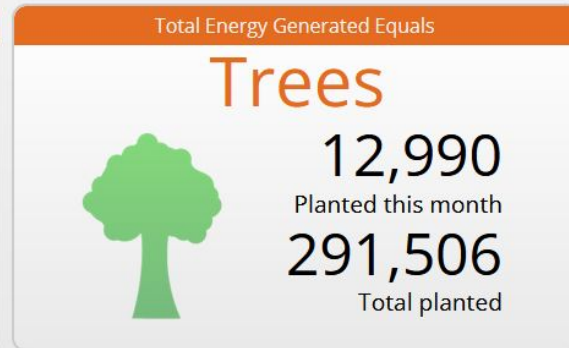 Total Energy Generated Equals
Trees
12,990
Planted this month
291,506
Total planted